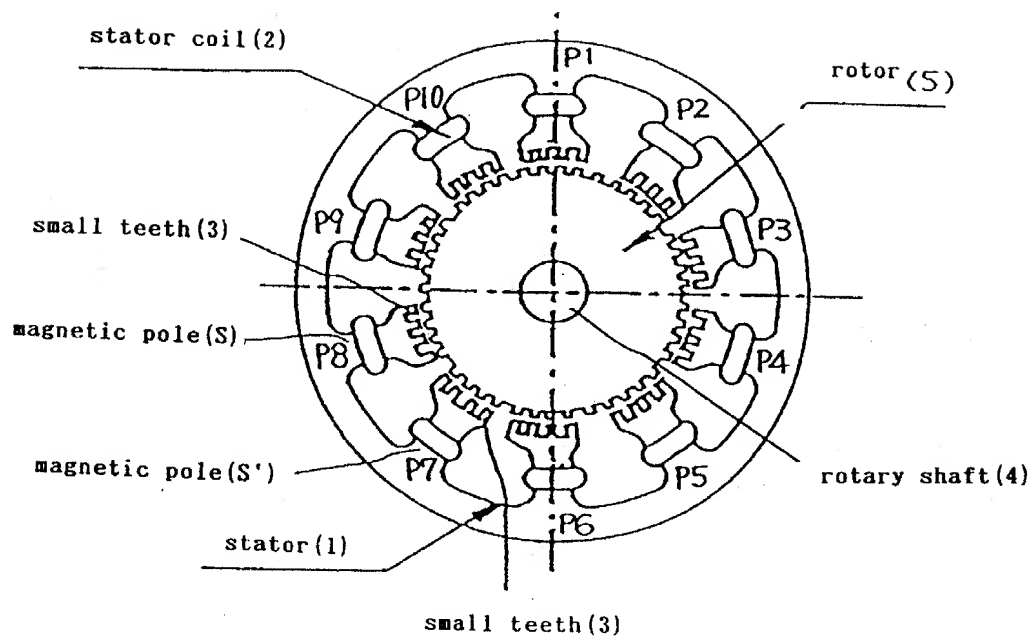 stator coil(2)
P1
rotor (5)
P10
P2
P9
P3
small teeth(3)
magnetic pole(S)
P8
P4
magnetic pole(S')
P7
P5
rotary shaft(4)
P6
stator(1)
small teeth(3)